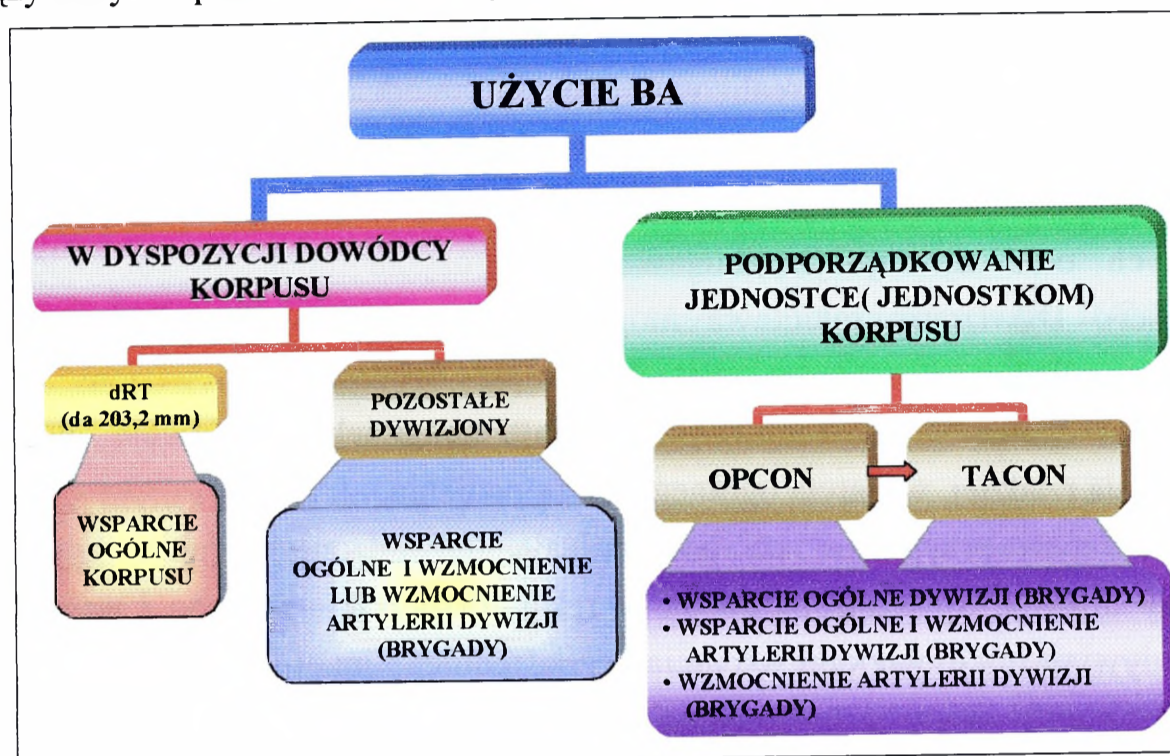 UŻYCIE BA
W DYSPOZYCJI DOWÓDCY
KORPUSU
PODPORZĄDKOWANIE
JEDNOSTCE( JEDNOSTKOM)
KORPUSU
dRT
(da 203,2 mm)
POZOSTAŁE
DYWIZJONY
OPCON
TACON
WSPARCIE
OGÓLNE
KORPUSU
WSPARCIE
OGÓLNE I WZMOCNIENIE
LUB WZMOCNIENIE
ARTYLERII DYWIZJI
(BRYGADY)
• WSPARCIE OGÓLNE DYWIZJI (BRYGADY)
• WSPARCIE OGÓLNE I WZMOCNIENIE
ARTYLERII DYWIZJI (BRYGADY)
• WZMOCNIENIE ARTYLERII DYWIZJI
(BRYGADY)